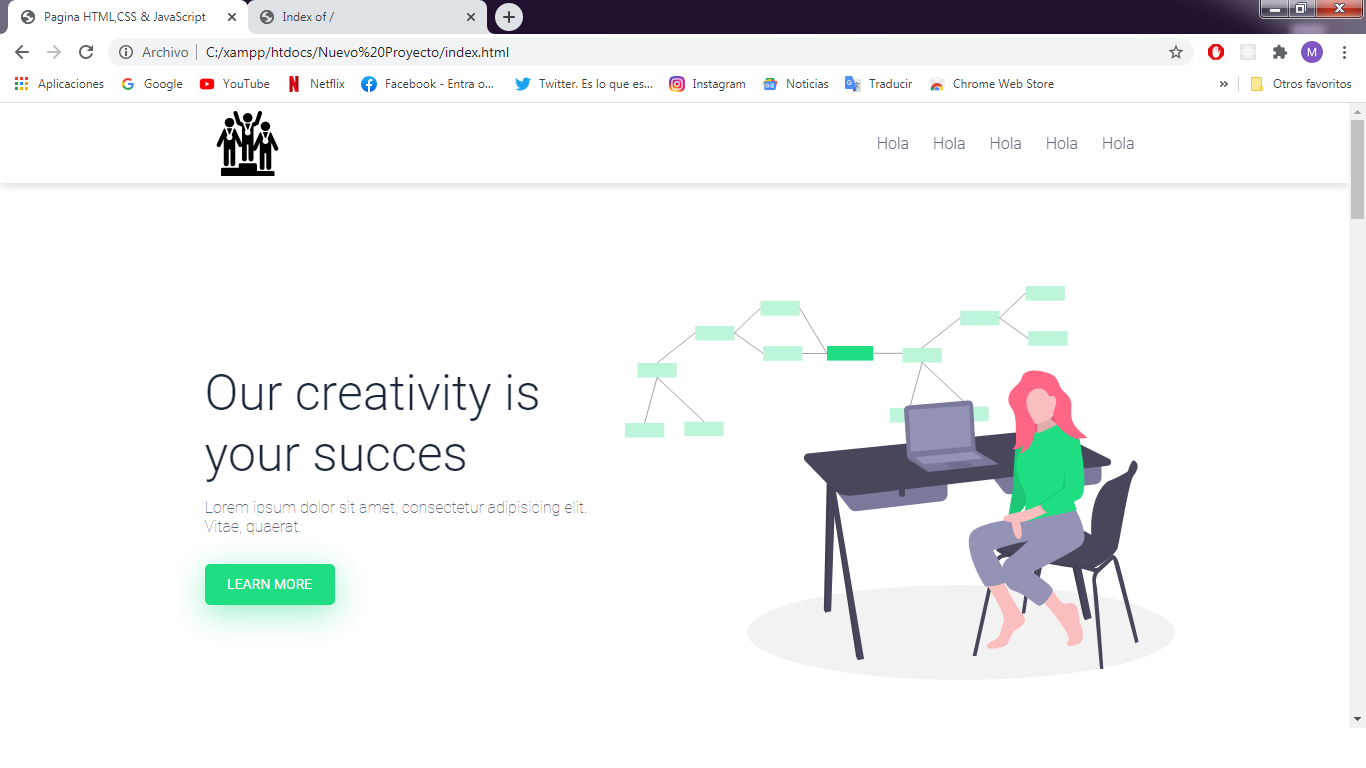 Pagina HTML,CSS & JavaScript
Index of /
Archivo C:/xampp/htdocs/Nuevo%20Proyecto/index.html
M
Aplicaciones Google YouTube Netflix Facebook - Entra o... Twitter. Es lo que es... Instagram Noticias Traducir Chrome Web Store » Otros favoritos
Hola Hola Hola Hola Hola
Our creativity is
your succes
Lorem ipsum dolor sit amet, consectetur adipisicing elit.
Vitae, quaerat.
LEARN MORE